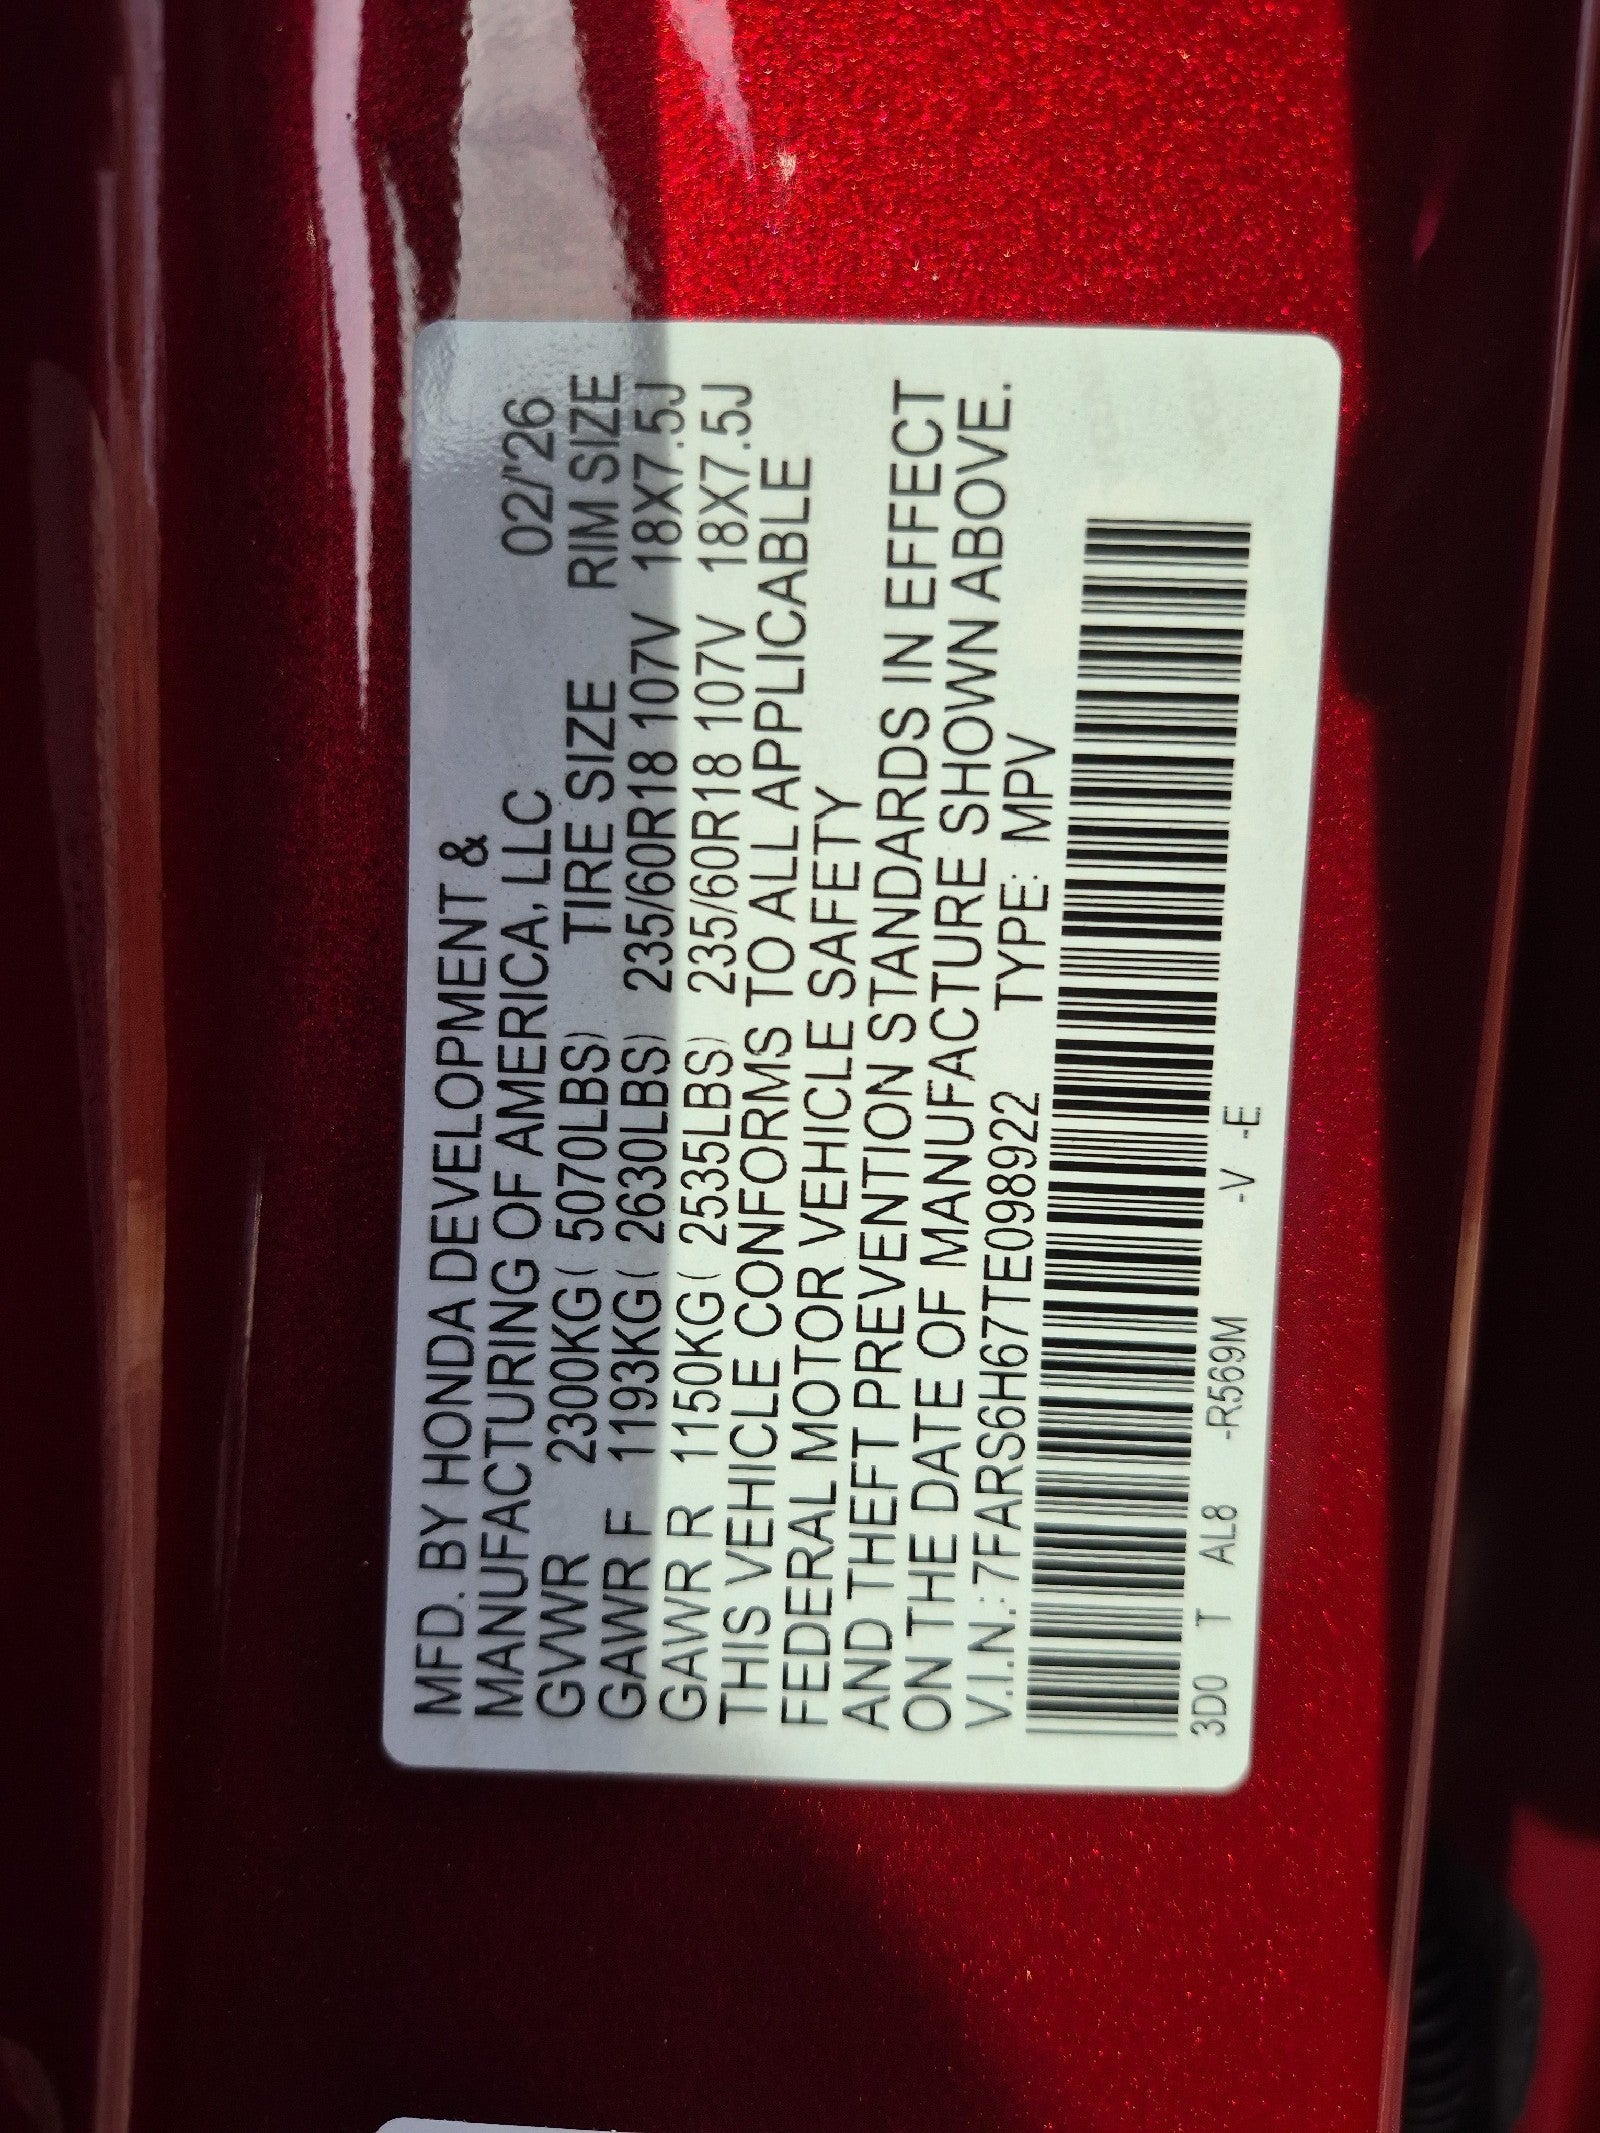 MFD. BY HONDA DEVELOPMENT &
MANUFACTURING OF AMERICA, LLC 02/'26
GVWR 2300KG( 5070LBS) TIRE SIZE RIM SIZE
GAWR F 1193KG( 2630LBS) 235/60R18 107V 18X7.5J
GAWR R 1150KG( 2535LBS) 235/60R18 107V 18X7.5J
THIS VEHICLE CONFORMS TO ALL APPLICABLE
FEDERAL MOTOR VEHICLE SAFETY
AND THEFT PREVENTION STANDARDS IN EFFECT
ON THE DATE OF MANUFACTURE SHOWN ABOVE.
V.I.N.:7FARS6H67TE098922 TYPE: MPV
3D0 T AL8 -R569M -V -E